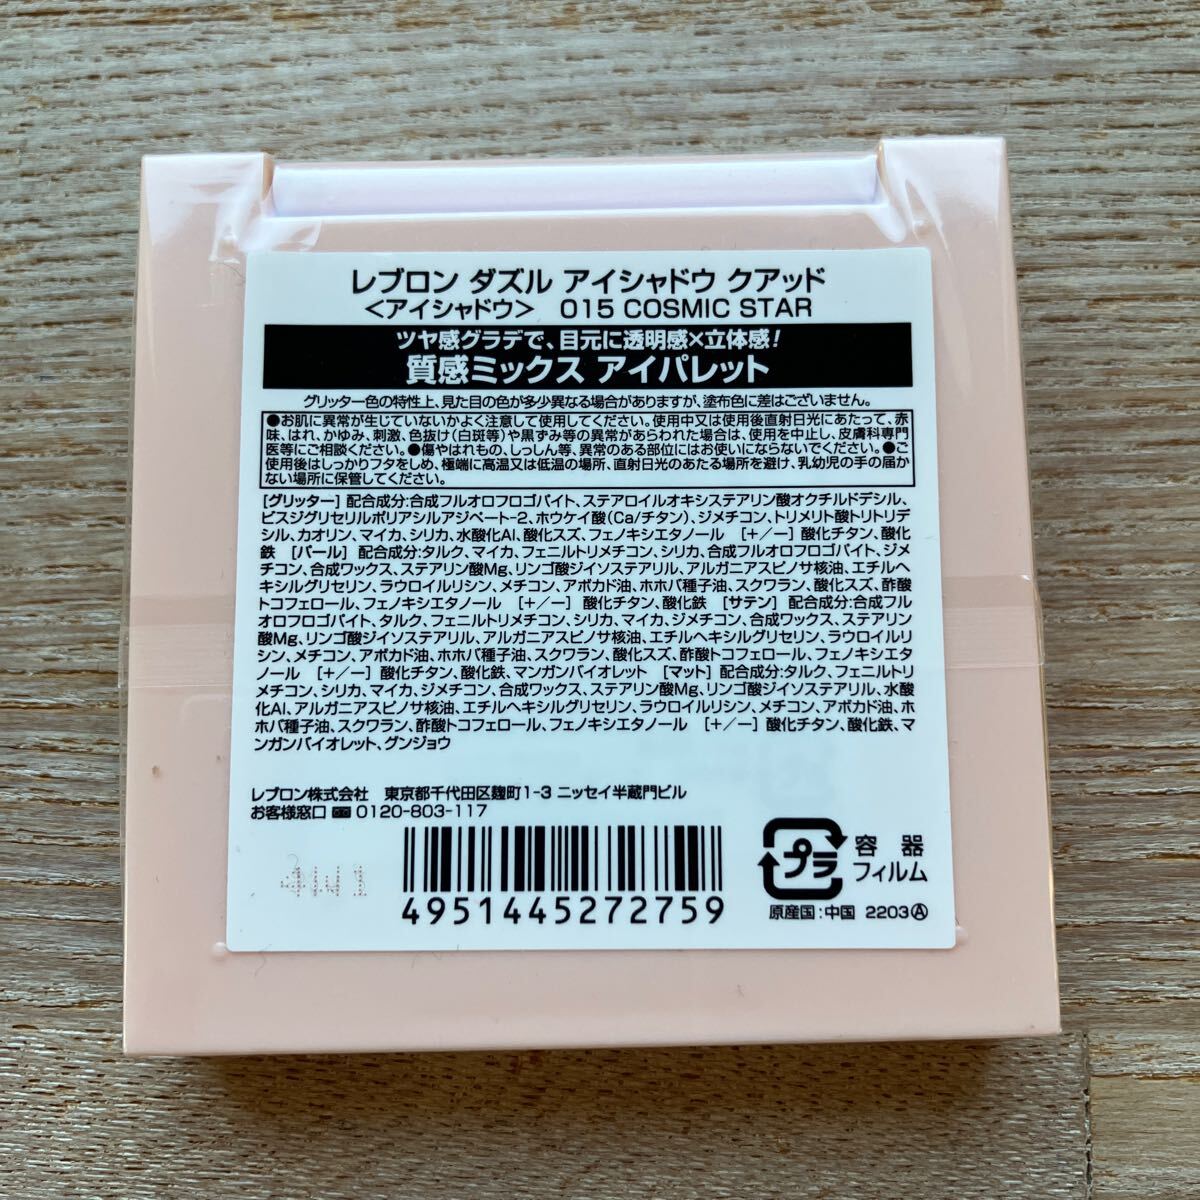 レブロン ダズル アイシャドウ クアッド
<アイシャドウ> 015 COSMIC STAR
ツヤ感グラデで、目元に透明感×立体感!
質感ミックス アイパレット
グリッター色の特性上、見た目の色が多少異なる場合がありますが、塗布色に差はございません。
●お肌に異常が生じていないかよく注意して使用してください。使用中又は使用後直射日光にあたって、赤
味、はれ、かゆみ、刺激、色抜け(白斑等)や黒ずみ等の異常があらわれた場合は、使用を中止し、皮膚科専門
医等にご相談ください。●傷やはれもの、しっしん等、異常のある部位にはお使いにならないでください。●ご
使用後はしっかりフタをしめ、極端に高温又は低温の場所、直射日光のあたる場所を避け、乳幼児の手の届か
ない場所に保管してください。
[グリッター] 配合成分:合成フルオロフロゴパイト、ステアロイルオキシステアリン酸オクチルドデシル、
ビスジグリセリルポリアシルアジペート-2、ホウケイ酸(Ca/チタン)、ジメチコン、トリメリト酸トリトリデ
シル、カオリン、マイカ、シリカ、水酸化Al、酸化スズ、フェノキシエタノール [+/-] 酸化チタン、酸化
鉄 [パール] 配合成分:タルク、マイカ、フェニルトリメチコン、シリカ、合成フルオロフロゴパイト、ジメ
チコン、合成ワックス、ステアリン酸Mg、リンゴ酸ジイソステアリル、アルガニアスピノサ核油、エチルヘ
キシルグリセリン、ラウロイルリシン、メチコン、アボカド油、ホホバ種子油、スクワラン、酸化スズ、酢酸
トコフェロール、フェノキシエタノール [+/-] 酸化チタン、酸化鉄 [サテン] 配合成分:合成フル
オロフロゴパイト、タルク、フェニルトリメチコン、シリカ、マイカ、ジメチコン、合成ワックス、ステアリン
酸Mg、リンゴ酸ジイソステアリル、アルガニアスピノサ核油、エチルヘキシルグリセリン、ラウロイルリ
シン、メチコン、アボカド油、ホホバ種子油、スクワラン、酸化スズ、酢酸トコフェロール、フェノキシエタ
ノール [+/-] 酸化チタン、酸化鉄、マンガンバイオレット [マット] 配合成分:タルク、フェニルトリ
メチコン、シリカ、マイカ、ジメチコン、合成ワックス、ステアリン酸Mg、リンゴ酸ジイソステアリル、水酸
化Al、アルガニアスピノサ核油、エチルヘキシルグリセリン、ラウロイルリシン、メチコン、アボカド油、ホ
ホバ種子油、スクワラン、酢酸トコフェロール、フェノキシエタノール [+/-] 酸化チタン、酸化鉄、マ
ンガンバイオレット、グンジョウ
レブロン株式会社 東京都千代田区麹町1-3 ニッセイ半蔵門ビル
お客様窓口 0120-803-117
4951445272759
プラ
容器
フィルム
原産国:中国 2203Ⓐ